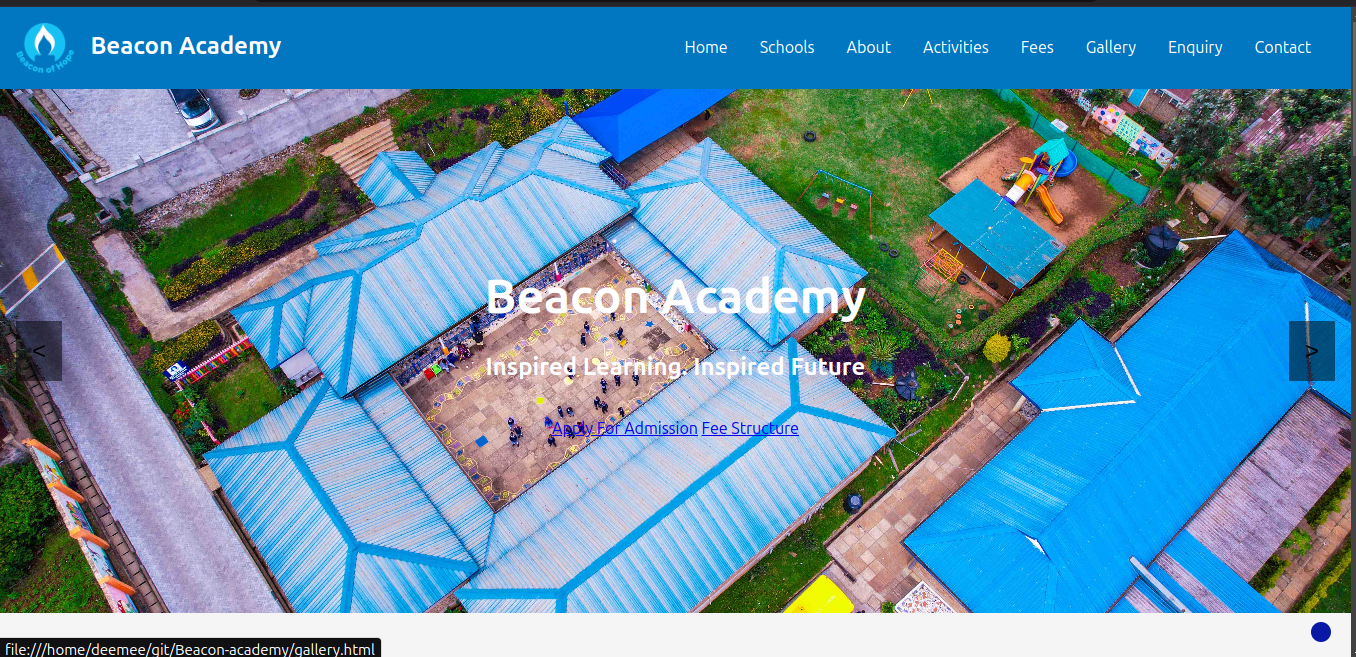 Beacon Academy
Beacon of Hope
Home Schools About Activities Fees Gallery Enquiry Contact
Beacon Academy
Inspired Learning, Inspired Future
<
>
Apply For Admission Fee Structure
file:///home/deemee/git/Beacon-academy/gallery.html